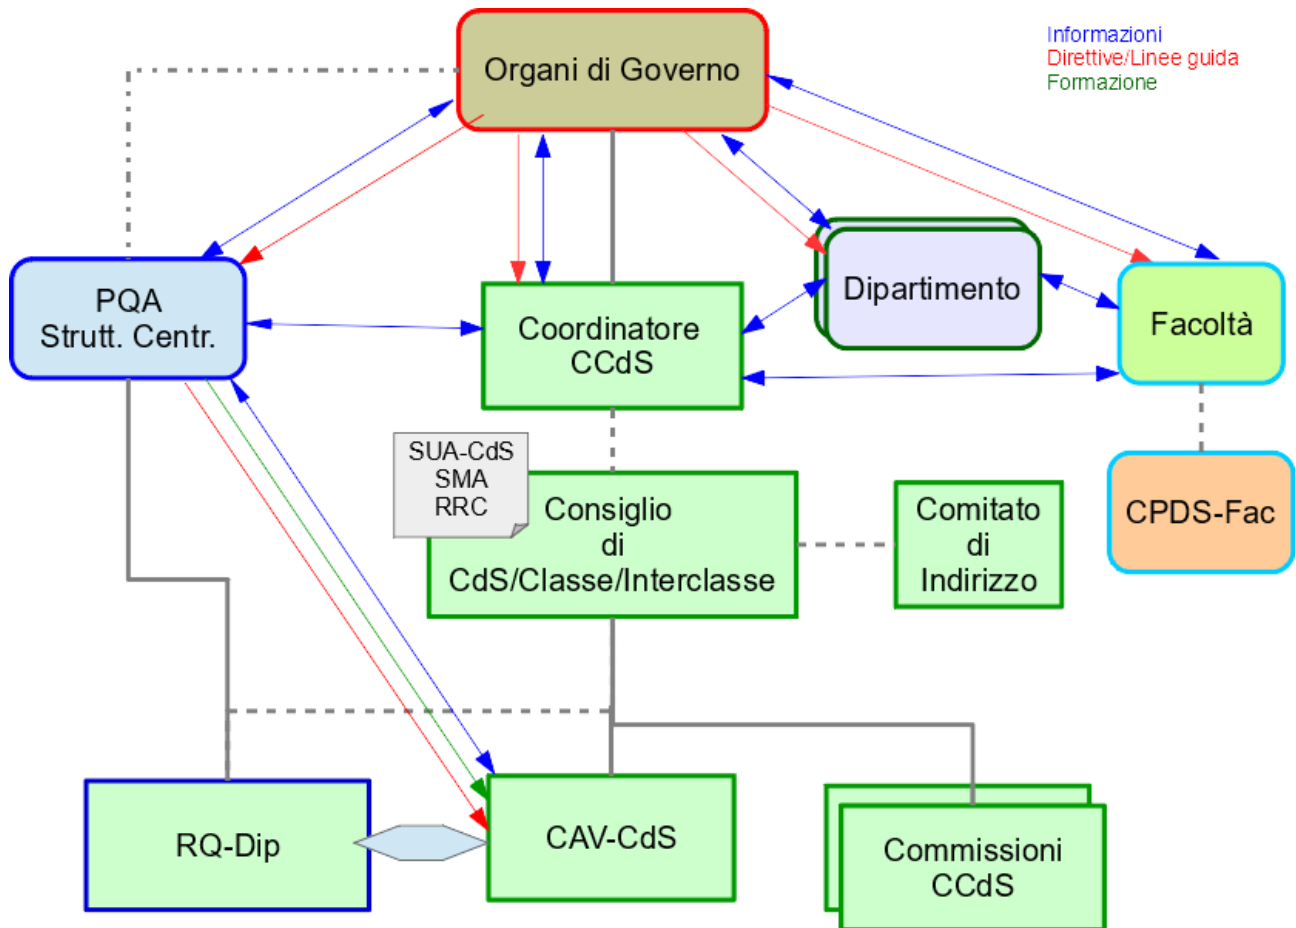 Organi di Governo
Informazioni
Direttive/Linee guida
Formazione
PQA
Strutt. Centr.
Coordinatore
CCdS
Dipartimento
Facoltà
SUA-CdS
SMA
RRC
Consiglio
di
CdS/Classe/Interclasse
Comitato
di
Indirizzo
CPDS-Fac
RQ-Dip
CAV-CdS
Commissioni
CCdS